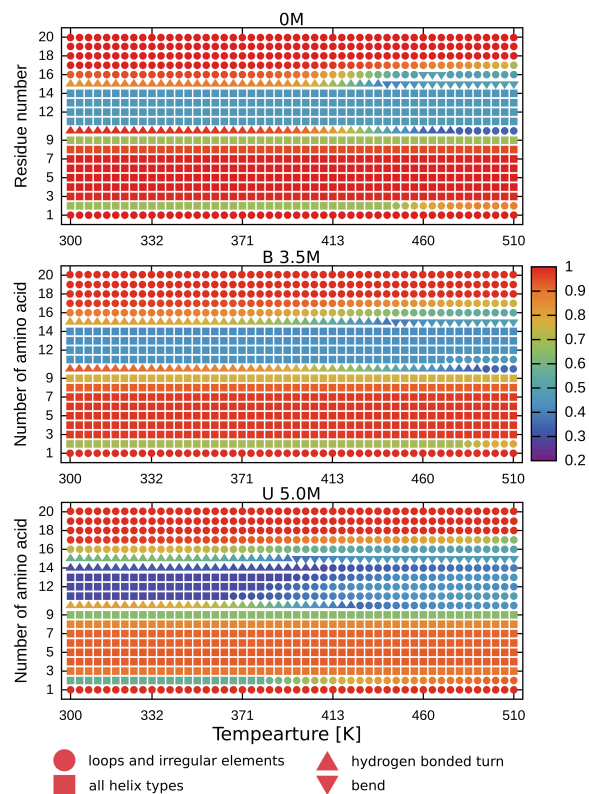 0M
Residue number
20
18
16
14
12
9
7
5
3
1
300 332 371 413 460 510
B 3.5M
Number of amino acid
20
18
16
14
12
9
7
5
3
1
300 332 371 413 460 510
1
0.9
0.8
0.7
0.6
0.5
0.4
0.3
0.2
U 5.0M
Number of amino acid
20
18
16
14
12
9
7
5
3
1
300 332 371 413 460 510
Tempearture [K]
loops and irregular elements
hydrogen bonded turn
all helix types
bend